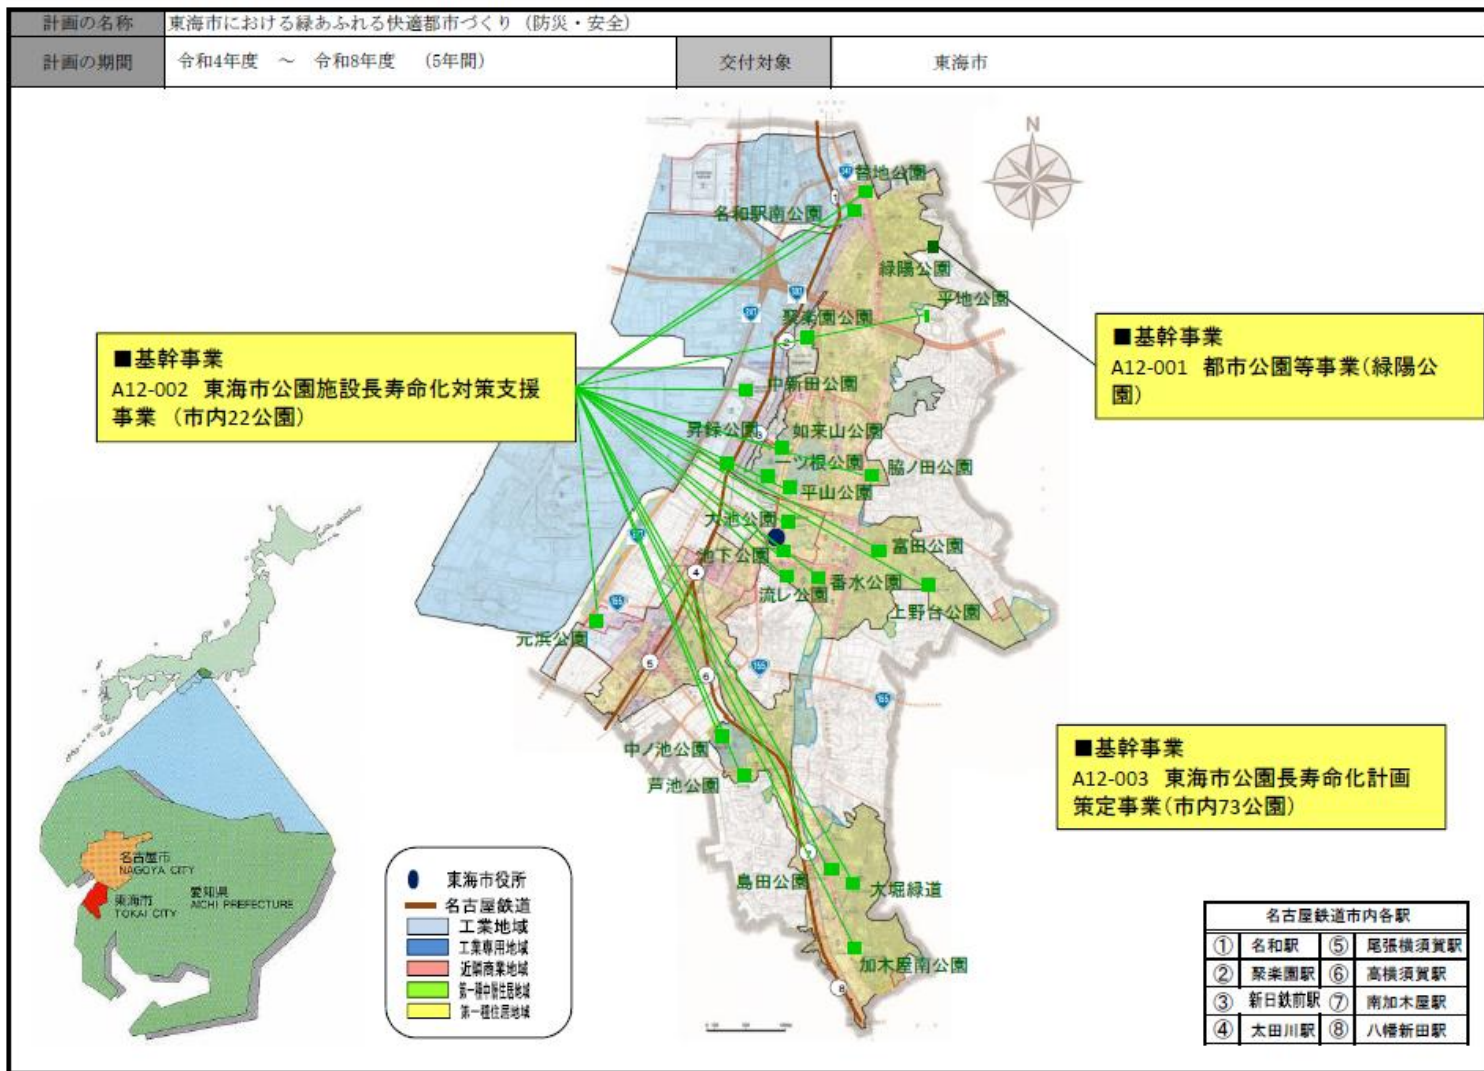 計画の名称 東海市における緑あふれる快適都市づくり（防災・安全）
計画の期間 令和4年度 ～ 令和8年度 （5年間） 交付対象 東海市
N
名和駅南公園
緑陽公園
平地公園
聚楽園公園
■基幹事業
A12-002 東海市公園施設長寿命化対策支援
事業 （市内22公園）
■基幹事業
A12-001 都市公園等事業(緑陽公
園)
中新田公園
如来山公園
一ツ根公園
脇ノ田公園
平山公園
大池公園
池下公園
富田公園
流レ公園
番水公園
上野台公園
元浜公園
中ノ池公園
芦池公園
■基幹事業
A12-003 東海市公園長寿命化計画
策定事業(市内73公園)
島田公園
大堀緑道
加木屋南公園
名古屋市
NAGOYA CITY
東海市
TOKAI CITY
愛知県
AICHI PREFECTURE
東海市役所
名古屋鉄道
工業地域
工業専用地域
近隣商業地域
第一種中高住居地域
第一種住居地域
名古屋鉄道市内各駅
① 名和駅 ⑤ 尾張横須賀駅
② 聚楽園駅 ⑥ 高横須賀駅
③ 新日鉄前駅 ⑦ 南加木屋駅
④ 太田川駅 ⑧ 八幡新田駅